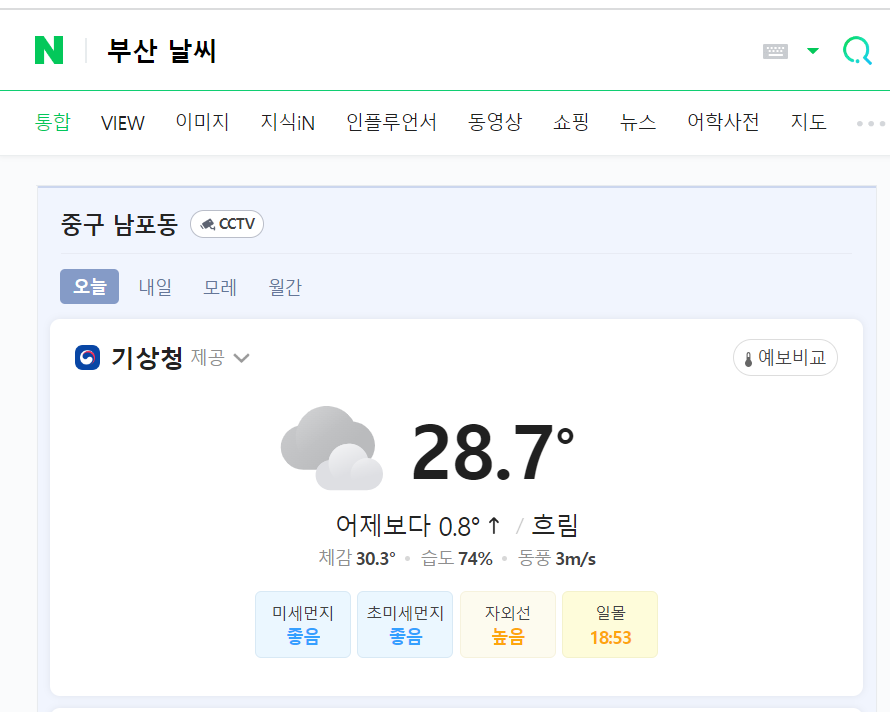 N 부산 날씨
통합 VIEW 이미지 지식iN 인플루언서 동영상 쇼핑 뉴스 어학사전 지도
중구 남포동 CCTV
오늘 내일 모레 월간
기상청 제공 예보비교
28.7°
어제보다 0.8° ↑ / 흐림
체감 30.3° • 습도 74% • 동풍 3m/s
미세먼지 초미세먼지 자외선 일몰
좋음 좋음 높음 18:53